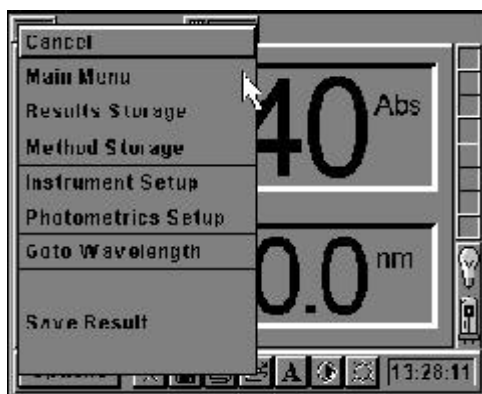 Cancel
Main Menu
Results Storage
Method Storage
Instrument Setup
Photometrics Setup
Goto Wavelength
Save Result
40 Abs
0.0 nm
A
13:28:11